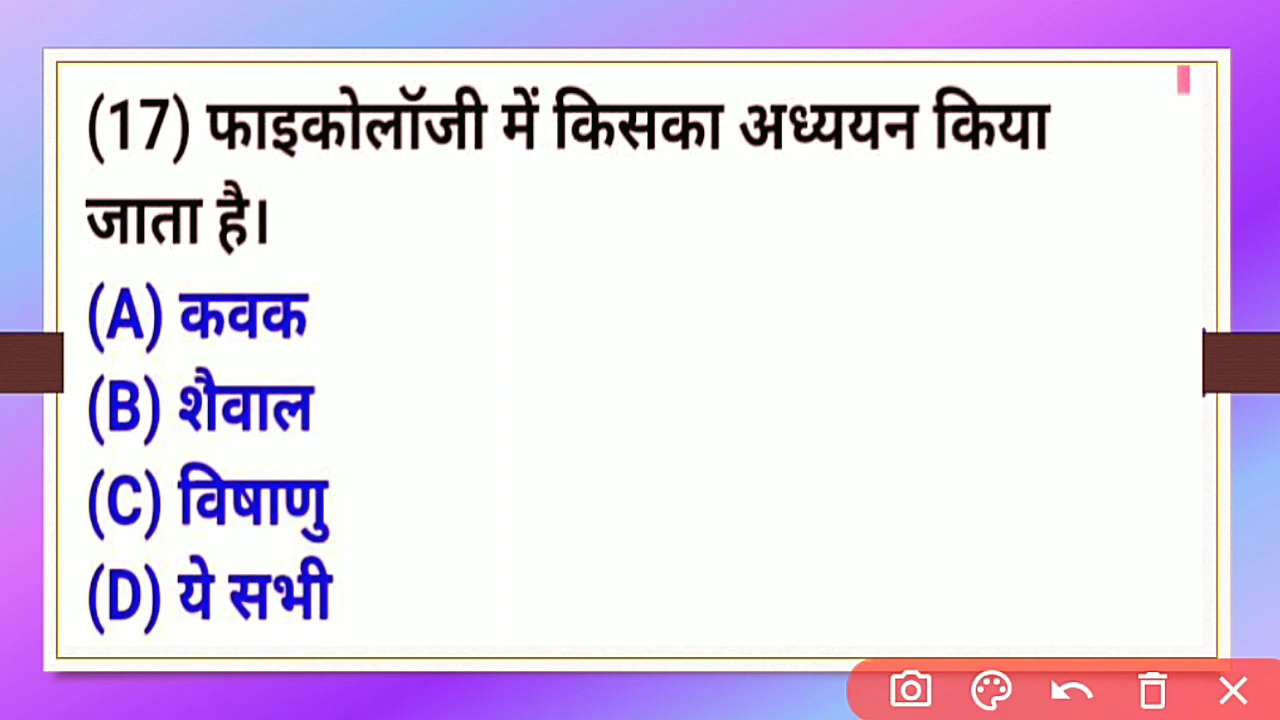 (17) फाइकोलॉजी में किसका अध्ययन किया
जाता है।
(A) कवक
(B) शैवाल
(C) विषाणु
(D) ये सभी